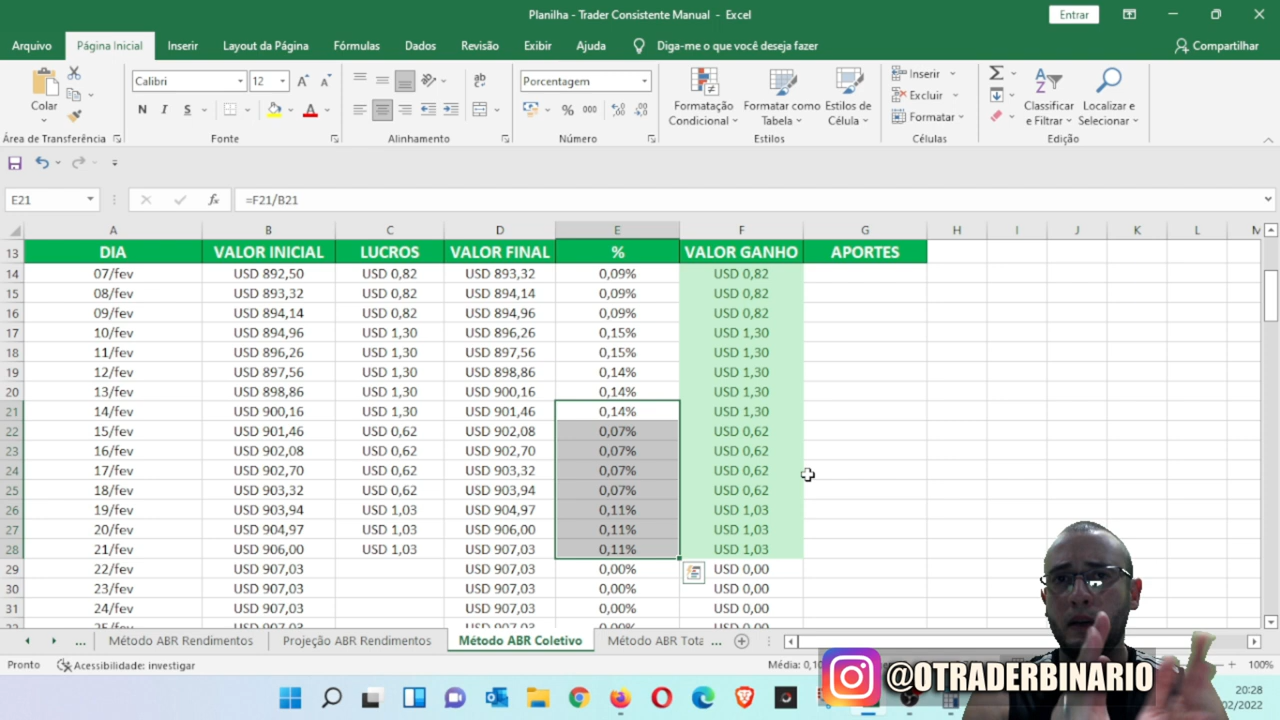 Planilha - Trader Consistente Manual - Excel
Entrar
Arquivo Página Inicial Inserir Layout da Página Fórmulas Dados Revisão Exibir Ajuda Diga-me o que você deseja fazer Compartilhar
Colar
Área de Transferência
Calibri 12
N I S
Fonte
ab
Alinhamento
Porcentagem
% 000
Número
Formatação Condicional
Formatar como Tabela
Estilos de Célula
Estilos
Inserir
Excluir
Formatar
Células
Classificar e Filtrar
Localizar e Selecionar
Edição
E21 fx =F21/B21
A B C D E F G H I J K L M
13 DIA VALOR INICIAL LUCROS VALOR FINAL % VALOR GANHO APORTES
14 07/fev USD 892,50 USD 0,82 USD 893,32 0,09% USD 0,82
15 08/fev USD 893,32 USD 0,82 USD 894,14 0,09% USD 0,82
16 09/fev USD 894,14 USD 0,82 USD 894,96 0,09% USD 0,82
17 10/fev USD 894,96 USD 1,30 USD 896,26 0,15% USD 1,30
18 11/fev USD 896,26 USD 1,30 USD 897,56 0,15% USD 1,30
19 12/fev USD 897,56 USD 1,30 USD 898,86 0,14% USD 1,30
20 13/fev USD 898,86 USD 1,30 USD 900,16 0,14% USD 1,30
21 14/fev USD 900,16 USD 1,30 USD 901,46 0,14% USD 1,30
22 15/fev USD 901,46 USD 0,62 USD 902,08 0,07% USD 0,62
23 16/fev USD 902,08 USD 0,62 USD 902,70 0,07% USD 0,62
24 17/fev USD 902,70 USD 0,62 USD 903,32 0,07% USD 0,62
25 18/fev USD 903,32 USD 0,62 USD 903,94 0,07% USD 0,62
26 19/fev USD 903,94 USD 1,03 USD 904,97 0,11% USD 1,03
27 20/fev USD 904,97 USD 1,03 USD 906,00 0,11% USD 1,03
28 21/fev USD 906,00 USD 1,03 USD 907,03 0,11% USD 1,03
29 22/fev USD 907,03 USD 907,03 0,00% USD 0,00
30 23/fev USD 907,03 USD 907,03 0,00% USD 0,00
31 24/fev USD 907,03 USD 907,03 0,00% USD 0,00
... Método ABR Rendimentos Projeção ABR Rendimentos Método ABR Coletivo Método ABR Tota ...
Pronto Acessibilidade: investigar Média: 0,10 100%
@OTRADERBINARIO
20:28
02/2022